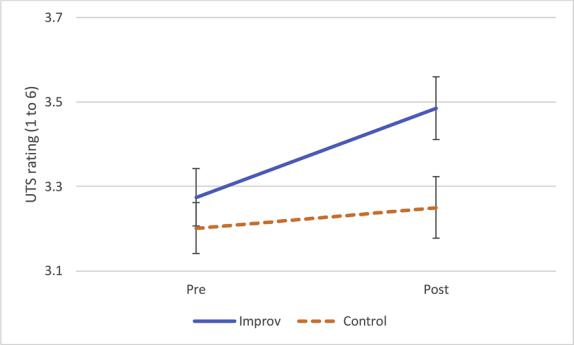 3.7
3.5
3.3
3.1
UTS rating (1 to 6)
Pre Post
Improv Control